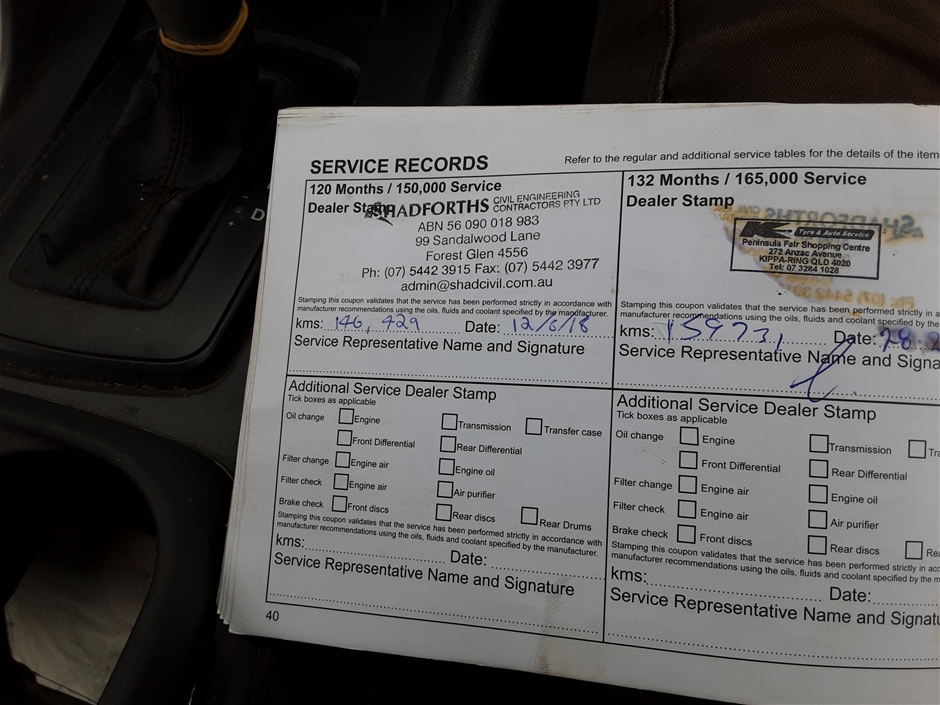 D
SERVICE RECORDS
Refer to the regular and additional service tables for the details of the item
120 Months / 150,000 Service
Dealer Stamp
SHADFORTHS CIVIL ENGINEERING CONTRACTORS PTY LTD
ABN 56 090 018 983
99 Sandalwood Lane
Forest Glen 4556
Ph: (07) 5442 3915 Fax: (07) 5442 3977
admin@shadcivil.com.au
Stamping this coupon validates that the service has been performed strictly in accordance with
manufacturer recommendations using the oils, fluids and coolant specified by the manufacturer.
kms: 146,429 Date: 12/6/18
Service Representative Name and Signature
Additional Service Dealer Stamp
Tick boxes as applicable
Oil change Engine Transmission Transfer case
Front Differential Rear Differential
Filter change Engine air Engine oil
Filter check Engine air Air purifier
Brake check Front discs Rear discs Rear Drums
Stamping this coupon validates that the service has been performed strictly in accordance with
manufacturer recommendations using the oils, fluids and coolant specified by the manufacturer.
kms: Date:
Service Representative Name and Signature
40
132 Months / 165,000 Service
Dealer Stamp
SHADFORTHS
K Tyre & Auto Service
Peninsula Fair Shopping Centre
272 Anzac Avenue
KIPPA-RING QLD 4020
Tel: 07 3284 1028
Stamping this coupon validates that the service has been performed strictly in a
manufacturer recommendations using the oils, fluids and coolant specified by the
kms: 159731 Date: 28.2
Service Representative Name and Signa
Additional Service Dealer Stamp
Tick boxes as applicable
Oil change Engine Transmission Tra
Front Differential Rear Differential
Filter change Engine air Engine oil
Filter check Engine air Air purifier
Brake check Front discs Rear discs Rea
Stamping this coupon validates that the service has been performed strictly in acc
manufacturer recommendations using the oils, fluids and coolant specified by the m
kms: Date:
Service Representative Name and Signatu